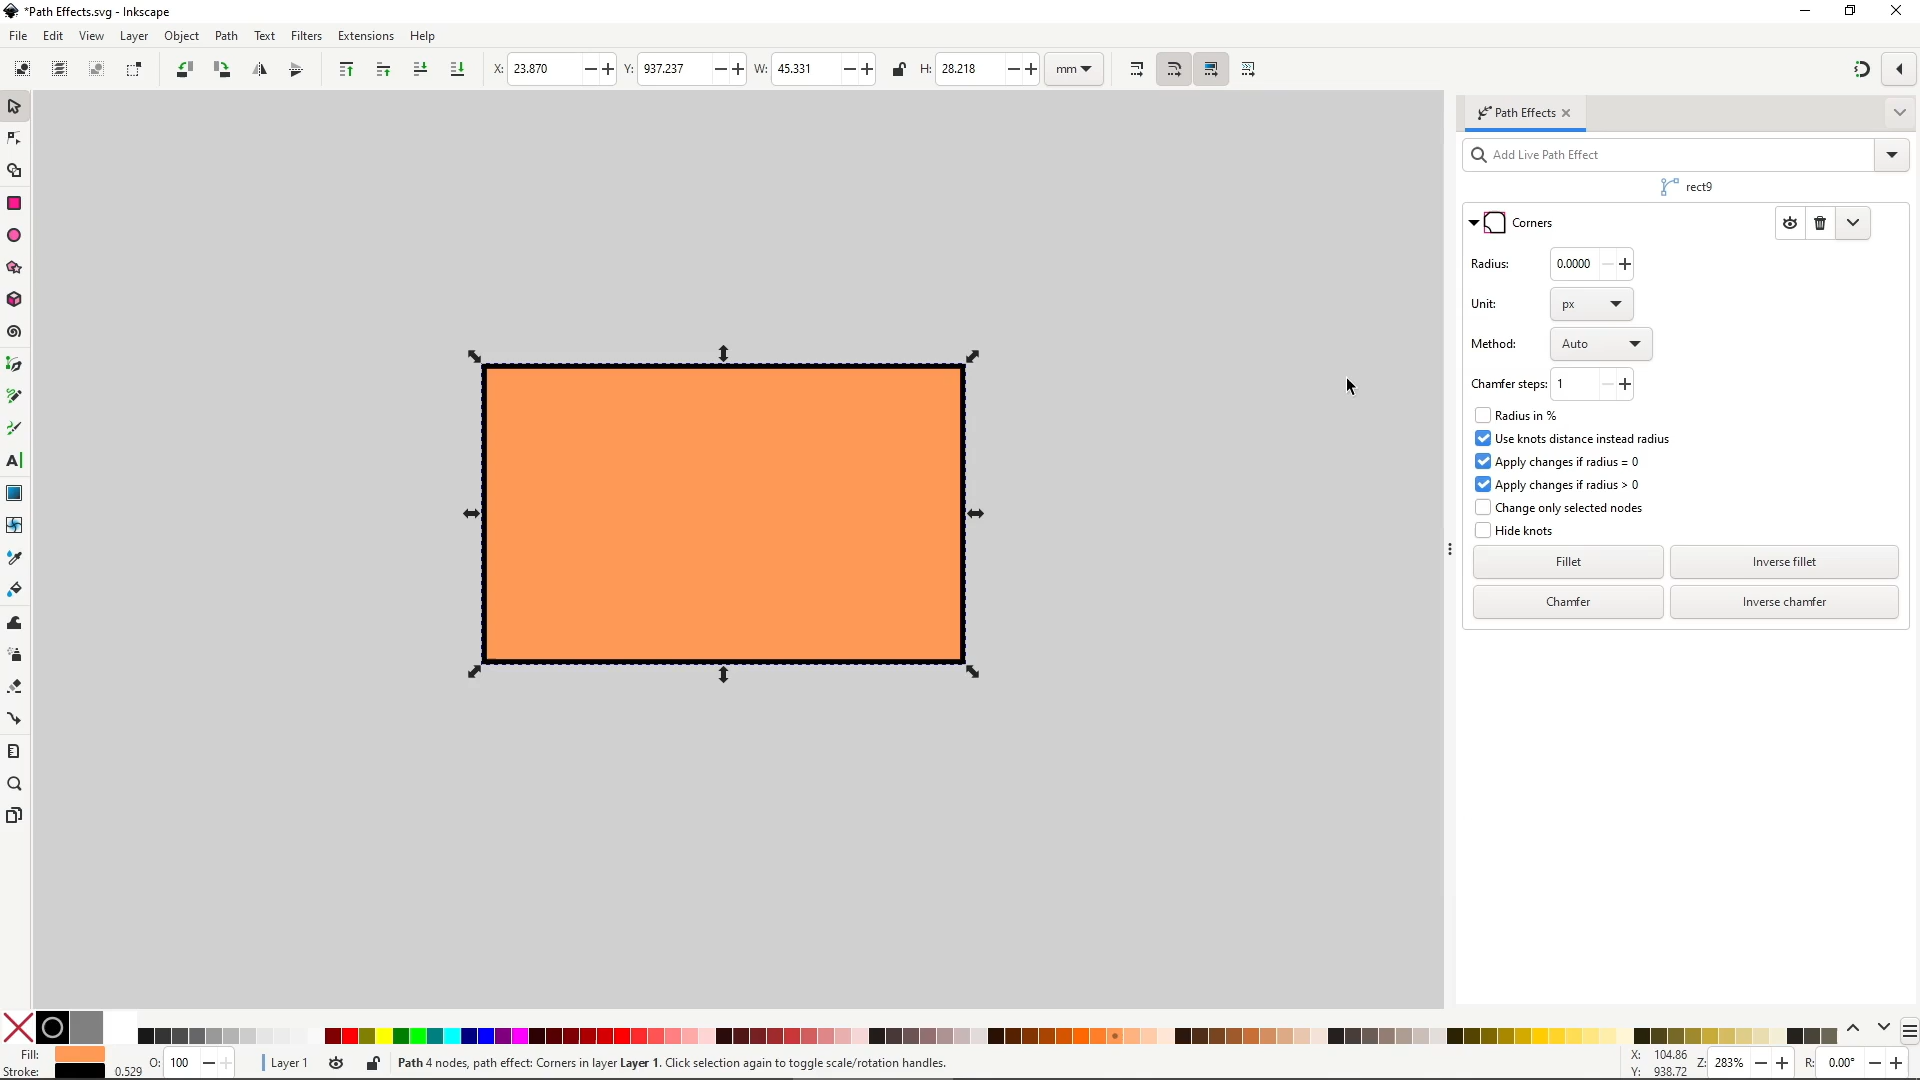 *Path Effects.svg - Inkscape
File Edit View Layer Object Path Text Filters Extensions Help
X: 23.870 Y: 937.237 W: 45.331 H: 28.218 mm
Path Effects
Add Live Path Effect
rect9
Corners
Radius: 0.0000
Unit: px
Method: Auto
Chamfer steps: 1
Radius in %
Use knots distance instead radius
Apply changes if radius = 0
Apply changes if radius > 0
Change only selected nodes
Hide knots
Fillet Inverse fillet
Chamfer Inverse chamfer
Fill: O: 100 Layer 1 Path 4 nodes, path effect: Corners in layer Layer 1. Click selection again to toggle scale/rotation handles. X: 104.86 Z: 283% R: 0.00°
Stroke: 0.529 Y: 938.72